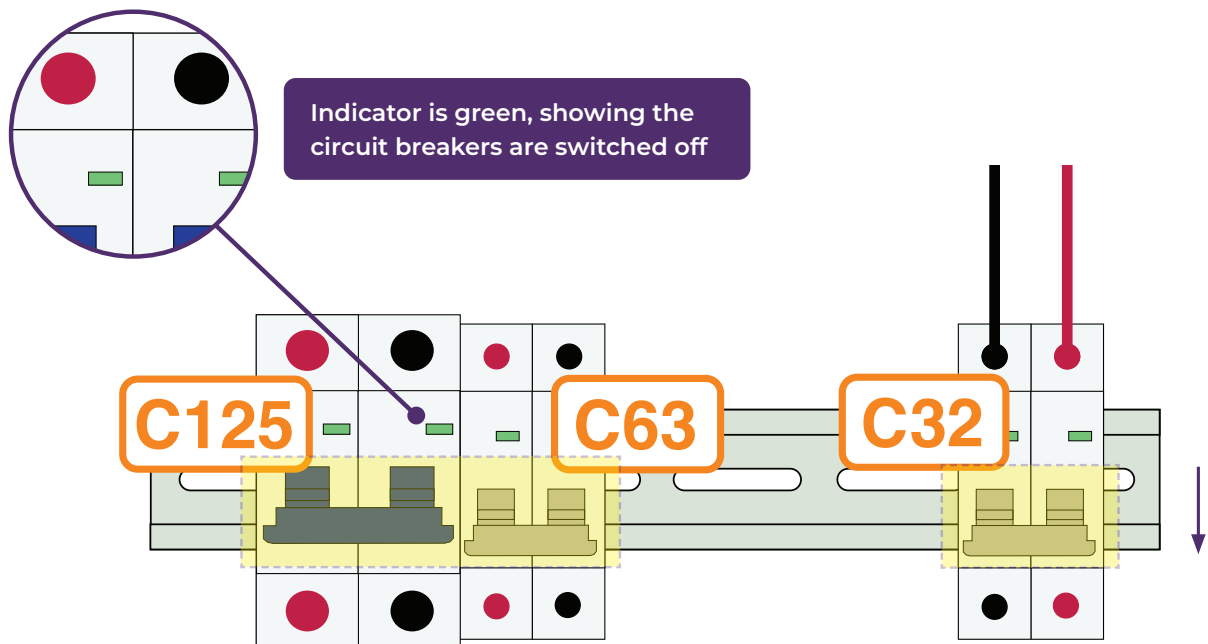 Indicator is green, showing the
circuit breakers are switched off
C125
C63
C32